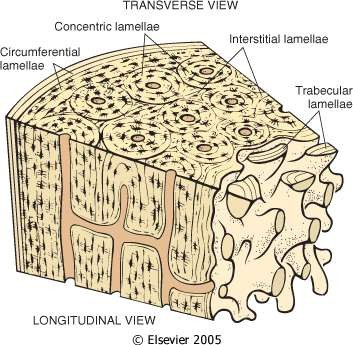 TRANSVERSE VIEW
Concentric lamellae
Interstitial lamellae
Circumferential
lamellae
Trabecular
lamellae
LONGITUDINAL VIEW
© Elsevier 2005